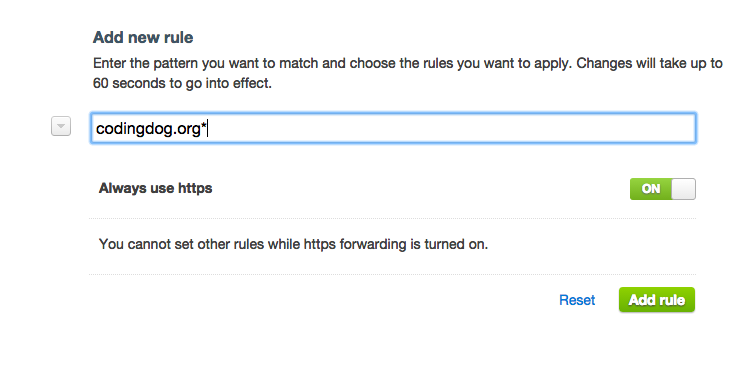 Add new rule
Enter the pattern you want to match and choose the rules you want to apply. Changes will take up to
60 seconds to go into effect.
codingdog.org*
Always use https
ON
You cannot set other rules while https forwarding is turned on.
Reset
Add rule